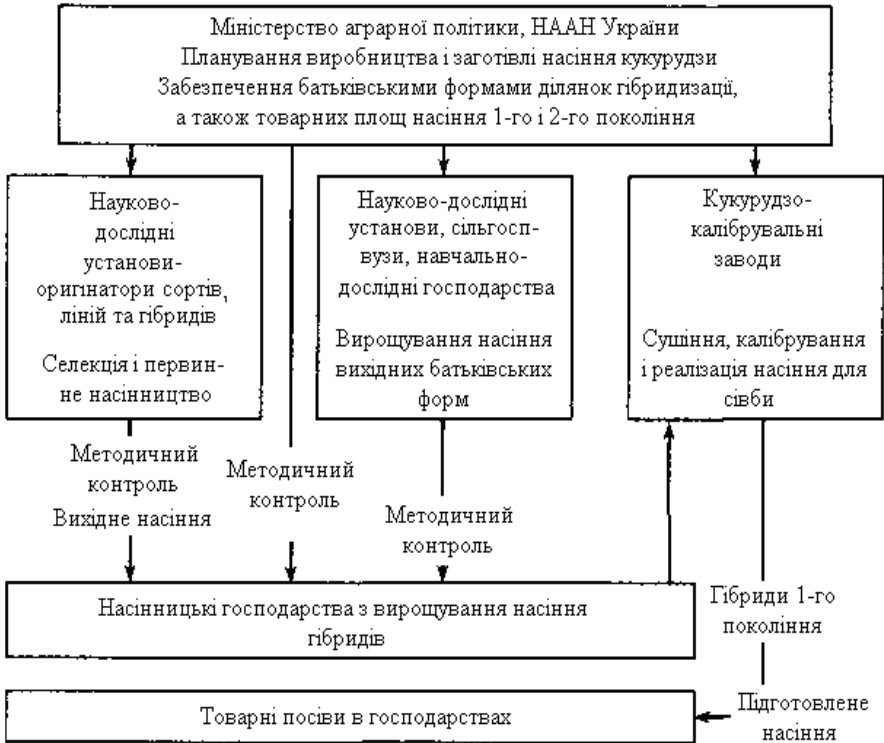 Міністерство аграрної політики, НААН України
Планування виробництва і заготівлі насіння кукурудзи
Забезпечення батьківськими формами ділянок гібридизації,
а також товарних площ насіння 1-го і 2-го покоління
Науково-
дослідні
установи-
оригінатори сортів,
ліній та гібридів
Селекція і первин-
не насінництво
Науково-дослідні
установи, сільгосп-
вузи, навчально-
дослідні господарства
Вирощування насіння
вихідних батьківських
форм
Кукурудзо-
калібрувальні
заводи
Сушіння, калібрування
і реалізація насіння для
сівби
Методичний
контроль
Вихідне насіння
Методичний
контроль
Методичний
контроль
Насінницькі господарства з вирощування насіння
гібридів
Гібриди 1-го
покоління
Товарні посіви в господарствах
Підготовлене
насіння